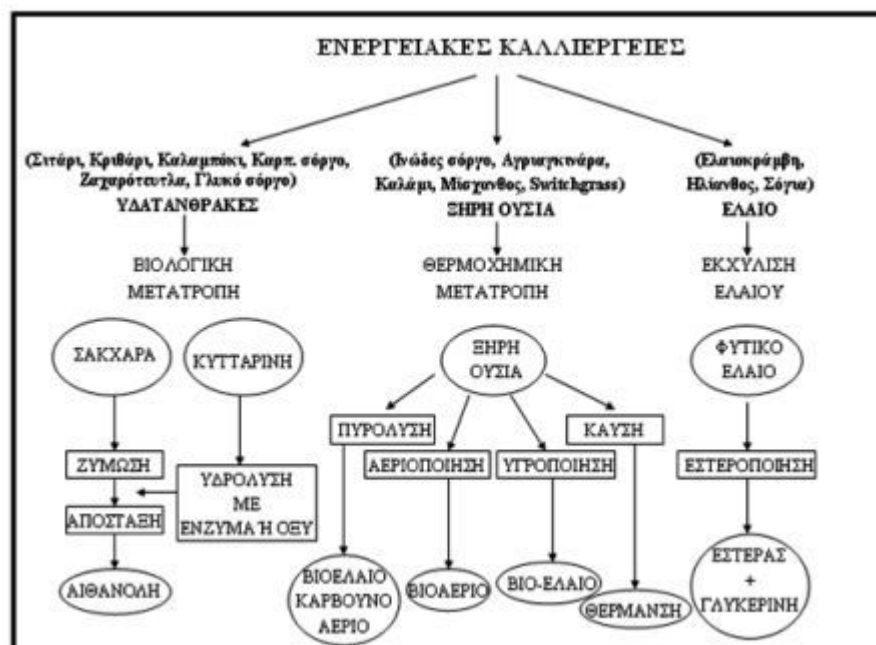 ΕΝΕΡΓΕΙΑΚΕΣ ΚΑΛΛΙΕΡΓΕΙΕΣ
(Σιτάρι, Κριθάρι, Καλαμπόκι, Καρπ. σόργο,
Ζαχαρότευτλα, Γλυκό σόργο)
ΥΔΑΤΑΝΘΡΑΚΕΣ
ΒΙΟΛΟΓΙΚΗ
ΜΕΤΑΤΡΟΠΗ
ΣΑΚΧΑΡΑ
ΚΥΤΤΑΡΙΝΗ
ΖΥΜΩΣΗ
ΑΠΟΣΤΑΞΗ
ΥΔΡΟΛΥΣΗ
ΜΕ
ΕΝΖΥΜΑ Ή ΟΞΥ
ΑΙΘΑΝΟΛΗ
(Ινώδες σόργο, Αγριαγκινάρα,
Καλάμι, Μίσχανθος, Switchgrass)
ΞΗΡΗ ΟΥΣΙΑ
ΘΕΡΜΟΧΗΜΙΚΗ
ΜΕΤΑΤΡΟΠΗ
ΞΗΡΗ
ΟΥΣΙΑ
ΠΥΡΟΛΥΣΗ
ΚΑΥΣΗ
ΑΕΡΙΟΠΟΙΗΣΗ
ΥΓΡΟΠΟΙΗΣΗ
ΒΙΟΕΛΑΙΟ
ΚΑΡΒΟΥΝΟ
ΑΕΡΙΟ
ΒΙΟΑΕΡΙΟ
ΒΙΟ-ΕΛΑΙΟ
ΘΕΡΜΑΝΣΗ
(Ελαιοκράμβη,
Ηλίανθος, Σόγια)
ΕΛΑΙΟ
ΕΚΧΥΛΙΣΗ
ΕΛΑΙΟΥ
ΦΥΤΙΚΟ
ΕΛΑΙΟ
ΕΣΤΕΡΟΠΟΙΗΣΗ
ΕΣΤΕΡΑΣ
+
ΓΛΥΚΕΡΙΝΗ